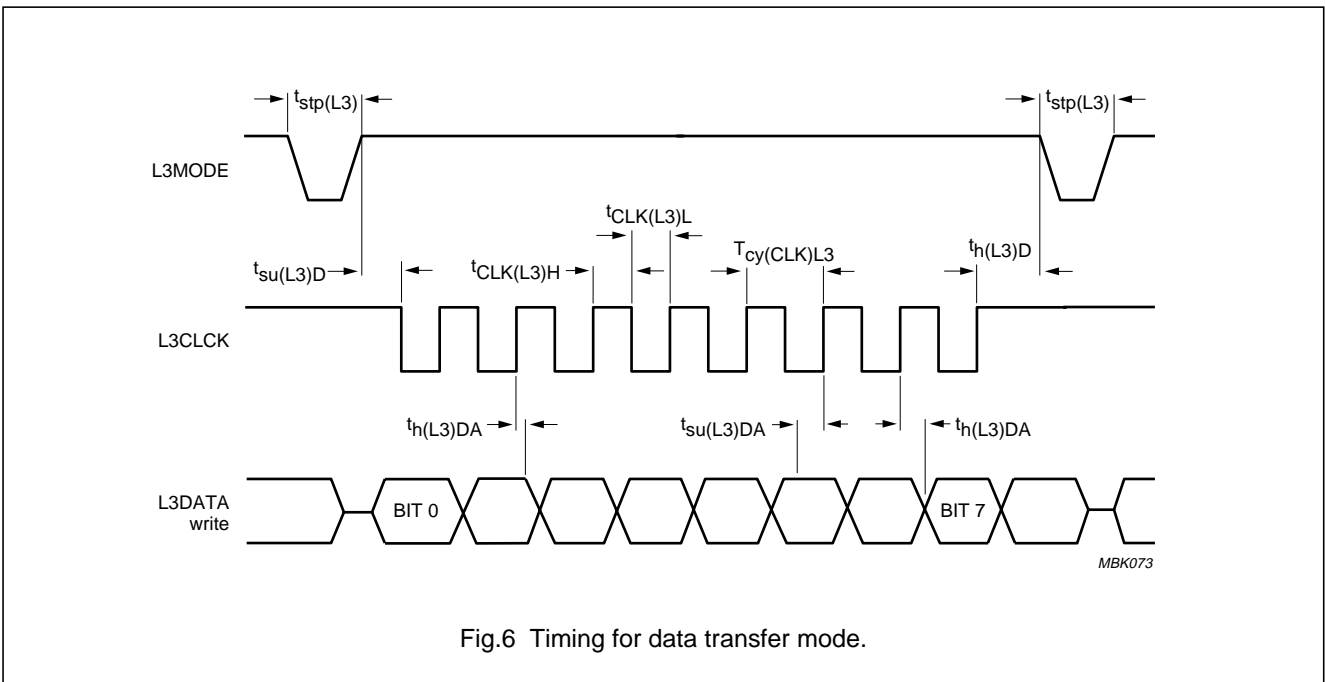 tstp(L3) tstp(L3)
L3MODE
tCLK(L3)L
tsu(L3)D tCLK(L3)H Tcy(CLK)L3 th(L3)D
L3CLCK
th(L3)DA tsu(L3)DA th(L3)DA
L3DATA
write
BIT 0 BIT 7
MBK073
Fig.6 Timing for data transfer mode.